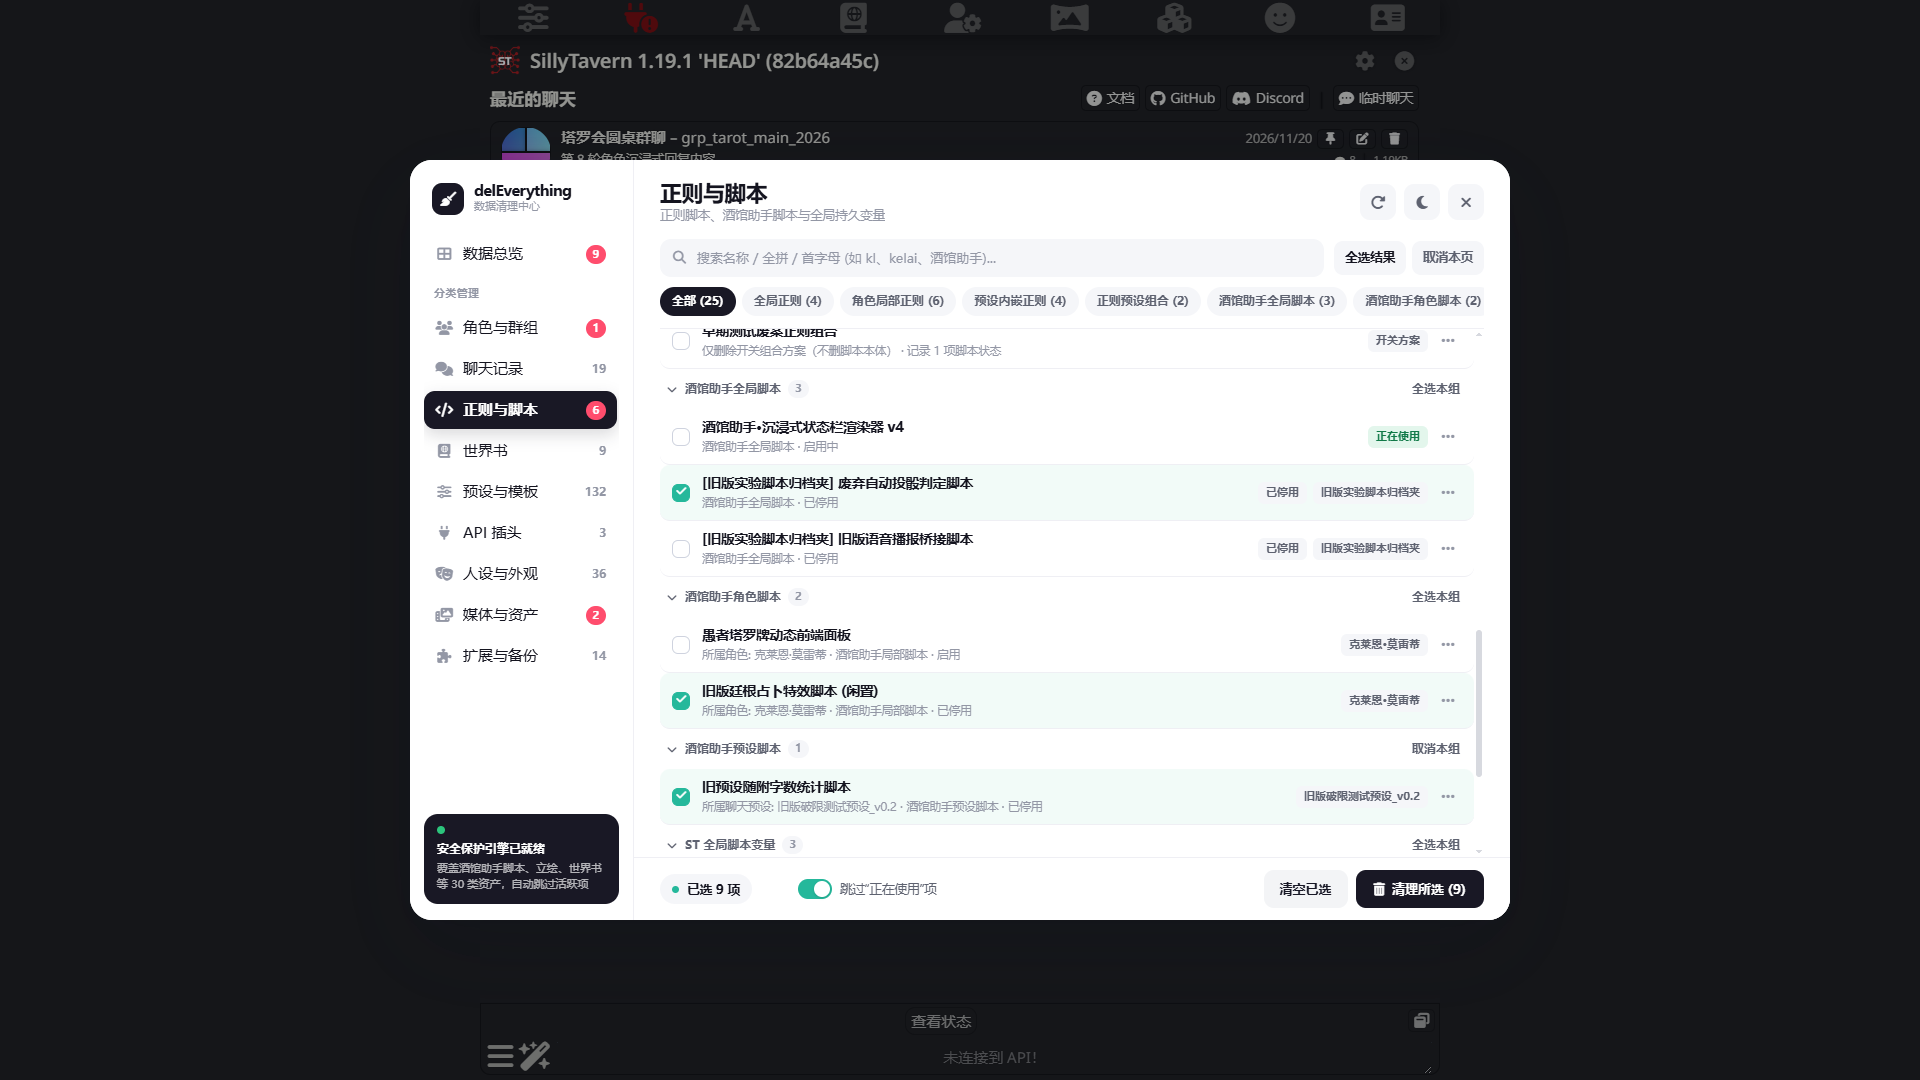 SillyTavern 1.19.1 'HEAD' (82b64a45c)
最近的聊天
文档
GitHub
Discord
临时聊天
塔罗会圆桌群聊 – grp_tarot_main_2026
2026/11/20
第 8 轮角色沉浸式回复内容
8
1.19KB
delEverything
数据清理中心
数据总览 9
分类管理
角色与群组 1
聊天记录 19
正则与脚本 6
世界书 9
预设与模板 132
API 插头 3
人设与外观 36
媒体与资产 2
扩展与备份 14
安全保护引擎已就绪
覆盖酒馆助手脚本、立绘、世界书
等 30 类资产，自动跳过活跃项
正则与脚本
正则脚本、酒馆助手脚本与全局持久变量
搜索名称 / 全拼 / 首字母 (如 kl、kelai、酒馆助手)...
全选结果
取消本页
全部 (25)
全局正则 (4)
角色局部正则 (6)
预设内嵌正则 (4)
正则预设组合 (2)
酒馆助手全局脚本 (3)
酒馆助手角色脚本 (2)
早期测试废案正则组合
仅删除开关组合方案（不删脚本本体） · 记录 1 项脚本状态
开关方案
酒馆助手全局脚本 3
全选本组
酒馆助手•沉浸式状态栏渲染器 v4
酒馆助手全局脚本 · 启用中
正在使用
[旧版实验脚本归档夹] 废弃自动投骰判定脚本
酒馆助手全局脚本 · 已停用
已停用
旧版实验脚本归档夹
[旧版实验脚本归档夹] 旧版语音播报桥接脚本
酒馆助手全局脚本 · 已停用
已停用
旧版实验脚本归档夹
酒馆助手角色脚本 2
全选本组
愚者塔罗牌动态前端面板
所属角色: 克莱恩·莫雷蒂 · 酒馆助手局部脚本 · 启用
克莱恩•莫雷蒂
旧版廷根占卜特效脚本 (闲置)
所属角色: 克莱恩·莫雷蒂 · 酒馆助手局部脚本 · 已停用
克莱恩•莫雷蒂
酒馆助手预设脚本 1
取消本组
旧预设随附字数统计脚本
所属聊天预设: 旧版破限测试预设_v0.2 · 酒馆助手预设脚本 · 已停用
旧版破限测试预设_v0.2
ST 全局脚本变量 3
全选本组
已选 9 项
跳过“正在使用”项
清空已选
清理所选 (9)
查看状态
未连接到 API!